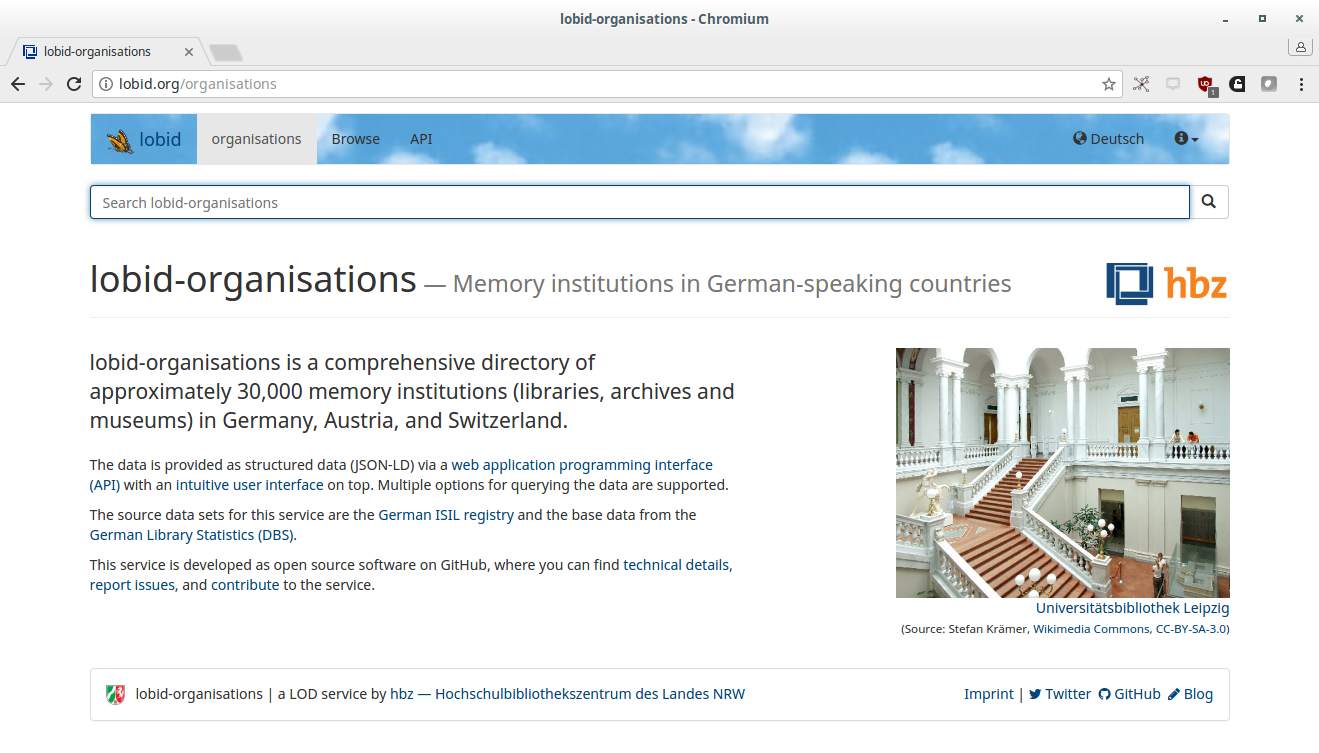 lobid-organisations - Chromium
lobid-organisations
lobid.org/organisations
1
lobid organisations Browse API Deutsch
Search lobid-organisations
lobid-organisations — Memory institutions in German-speaking countries
hbz
lobid-organisations is a comprehensive directory of
approximately 30,000 memory institutions (libraries, archives and
museums) in Germany, Austria, and Switzerland.
The data is provided as structured data (JSON-LD) via a web application programming interface
(API) with an intuitive user interface on top. Multiple options for querying the data are supported.
The source data sets for this service are the German ISIL registry and the base data from the
German Library Statistics (DBS).
This service is developed as open source software on GitHub, where you can find technical details,
report issues, and contribute to the service.
Universitätsbibliothek Leipzig
(Source: Stefan Krämer, Wikimedia Commons, CC-BY-SA-3.0)
lobid-organisations | a LOD service by hbz — Hochschulbibliothekszentrum des Landes NRW
Imprint | Twitter GitHub Blog